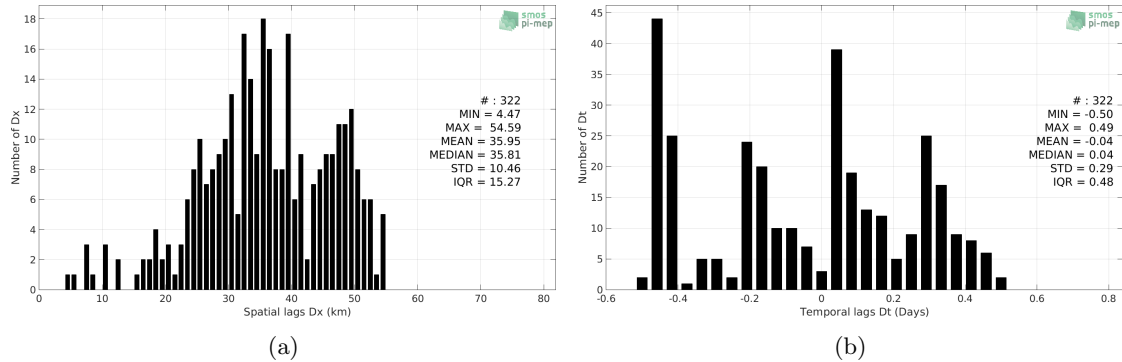 18
16
14
12
10
8
6
4
2
0
Number of Dx
0 10 20 30 40 50 60 70 80
Spatial lags Dx (km)
smos
pi-mep
# : 322
MIN = 4.47
MAX = 54.59
MEAN = 35.95
MEDIAN = 35.81
STD = 10.46
IQR = 15.27
(a)
45
40
35
30
25
20
15
10
5
0
Number of Dt
-0.6 -0.4 -0.2 0 0.2 0.4 0.6 0.8
Temporal lags Dt (Days)
smos
pi-mep
# : 322
MIN = -0.50
MAX = 0.49
MEAN = -0.04
MEDIAN = 0.04
STD = 0.29
IQR = 0.48
(b)